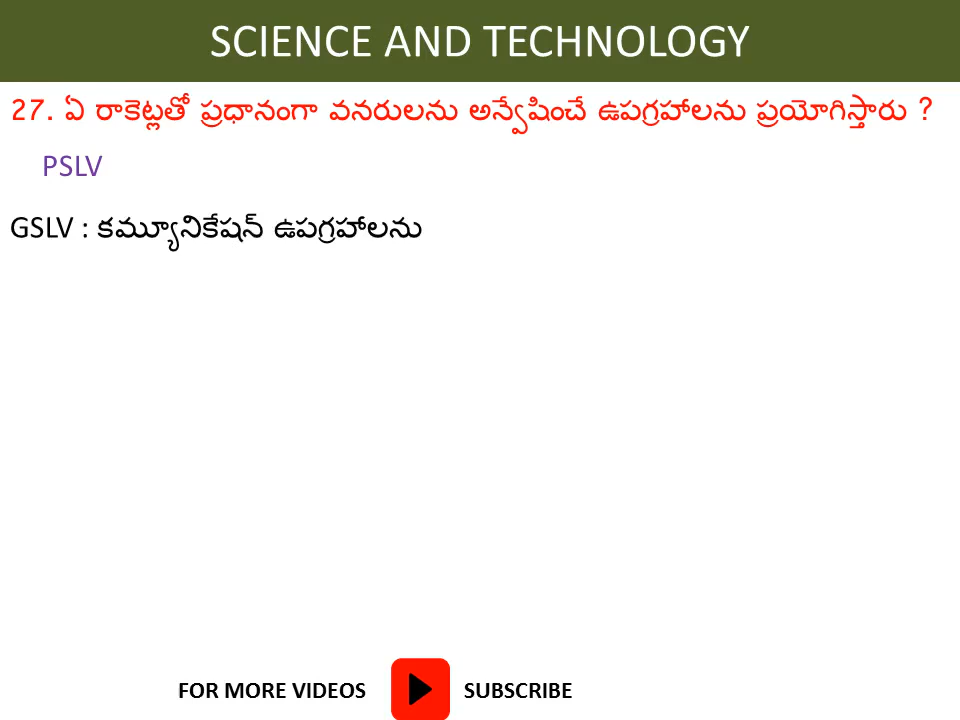 SCIENCE AND TECHNOLOGY
27. ఏ రాకెట్లతో ప్రధానంగా వనరులను అన్వేషించే ఉపగ్రహాలను ప్రయోగిస్తారు ?
PSLV
GSLV : కమ్యూనికేషన్ ఉపగ్రహాలను
FOR MORE VIDEOS SUBSCRIBE